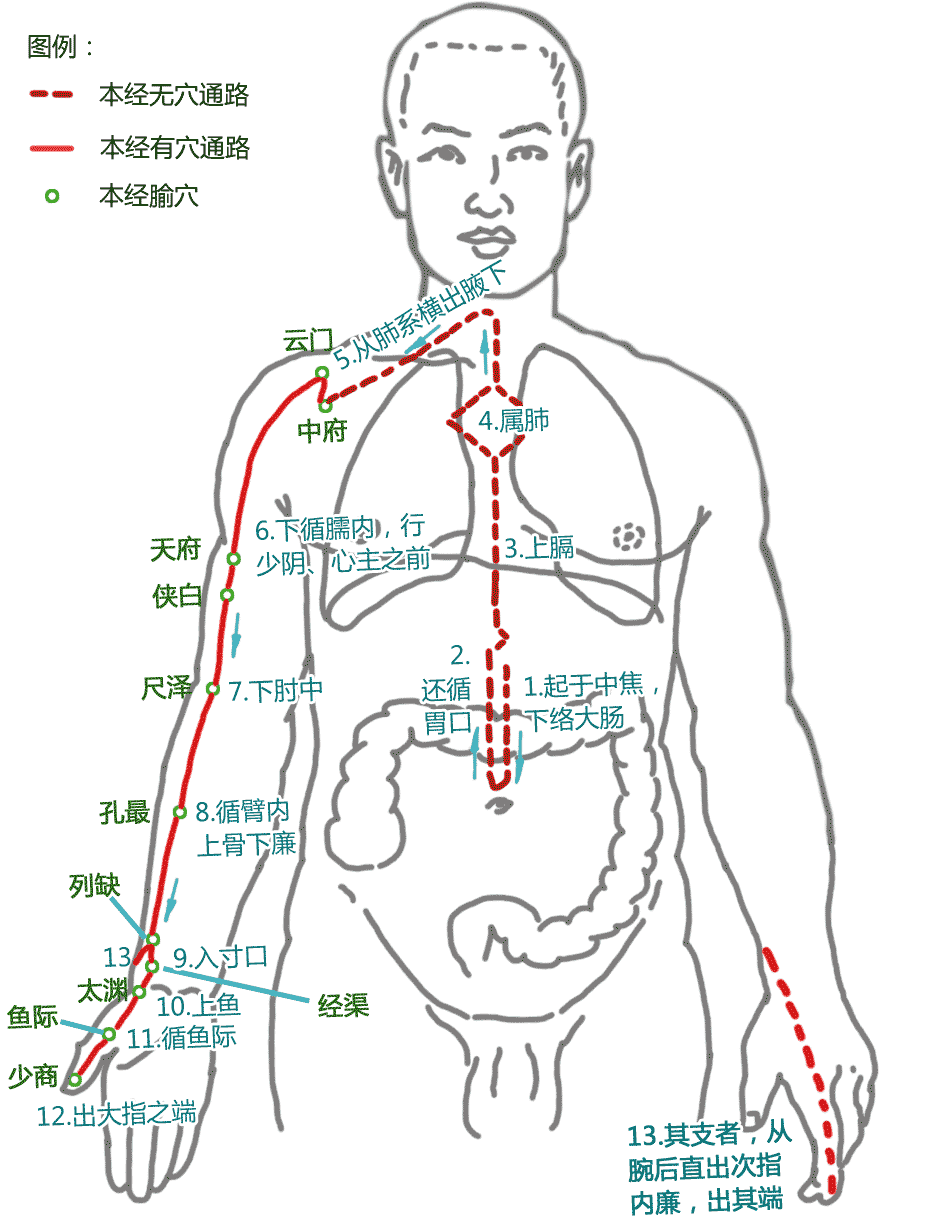 图例：
本经无穴通路
本经有穴通路
本经腧穴
云门
5.从肺系横出腋下
中府
4.属肺
天府
6.下循臑内，行
少阴、心主之前
3.上膈
侠白
2.
还循
胃口
1.起于中焦，
下络大肠
尺泽
7.下肘中
孔最
8.循臂内
上骨下廉
列缺
13
9.入寸口
太渊
10.上鱼
经渠
鱼际
11.循鱼际
少商
12.出大指之端
13.其支者，从
腕后直出次指
内廉，出其端